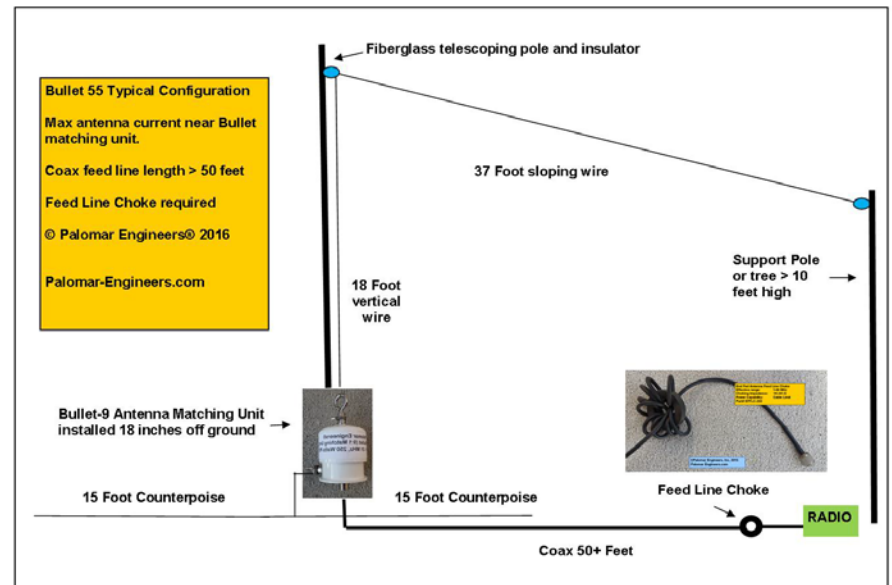 Fiberglass telescoping pole and insulator
Bullet 55 Typical Configuration
Max antenna current near Bullet
matching unit.
Coax feed line length > 50 feet
Feed Line Choke required
© Palomar Engineers® 2016
Palomar-Engineers.com
37 Foot sloping wire
Support Pole
or tree > 10
feet high
18 Foot
vertical
wire
Bullet-9 Antenna Matching Unit
installed 18 inches off ground
15 Foot Counterpoise
15 Foot Counterpoise
Feed Line Choke
RADIO
Coax 50+ Feet